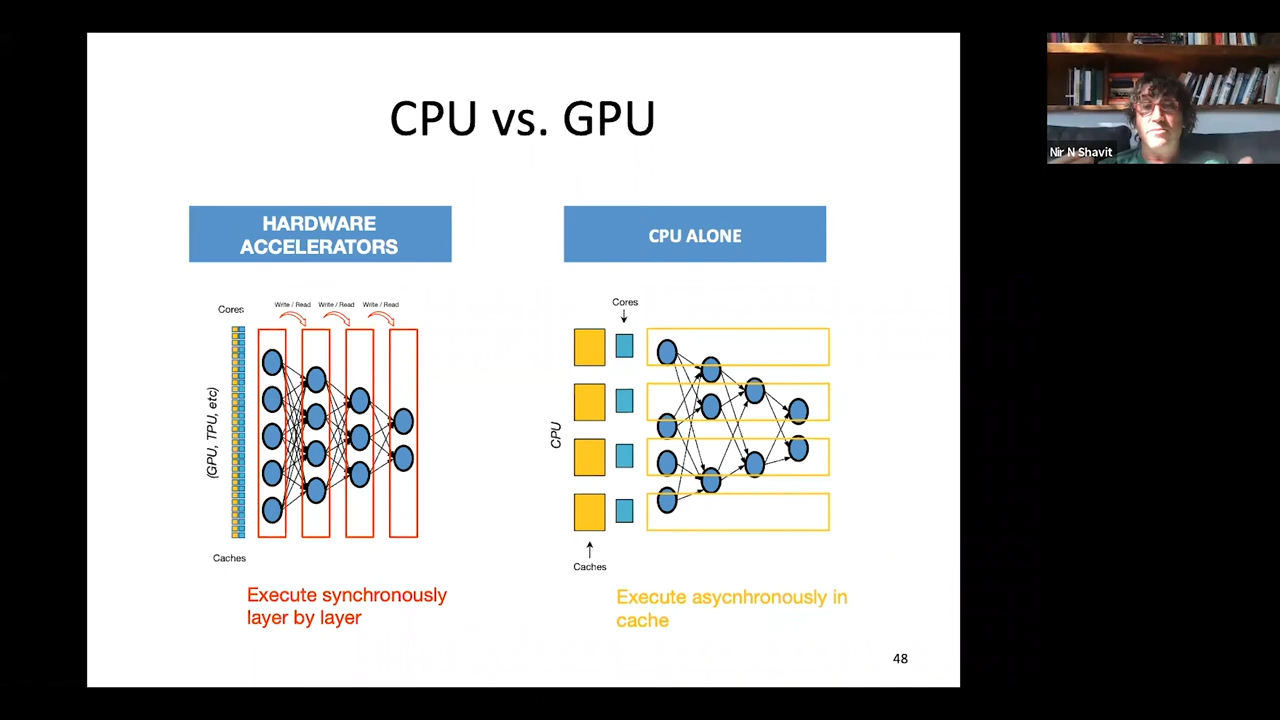 CPU vs. GPU
HARDWARE
ACCELERATORS
Cores
Write / Read
Write / Read
Write / Read
(GPU, TPU, etc)
Caches
Execute synchronously
layer by layer
CPU ALONE
Cores
CPU
Caches
Execute asycnhronously in
cache
48
Nir N Shavit